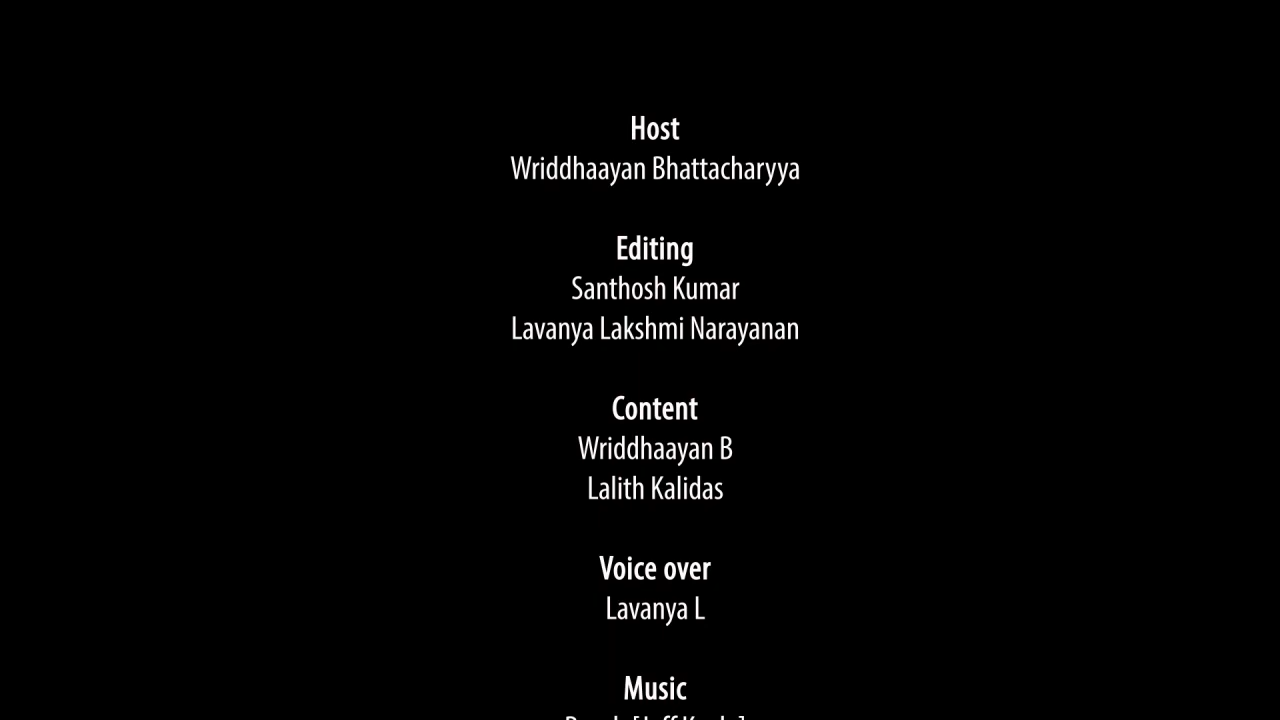 Host
Wriddhaayan Bhattacharyya
Editing
Santhosh Kumar
Lavanya Lakshmi Narayanan
Content
Wriddhaayan B
Lalith Kalidas
Voice over
Lavanya L
Music